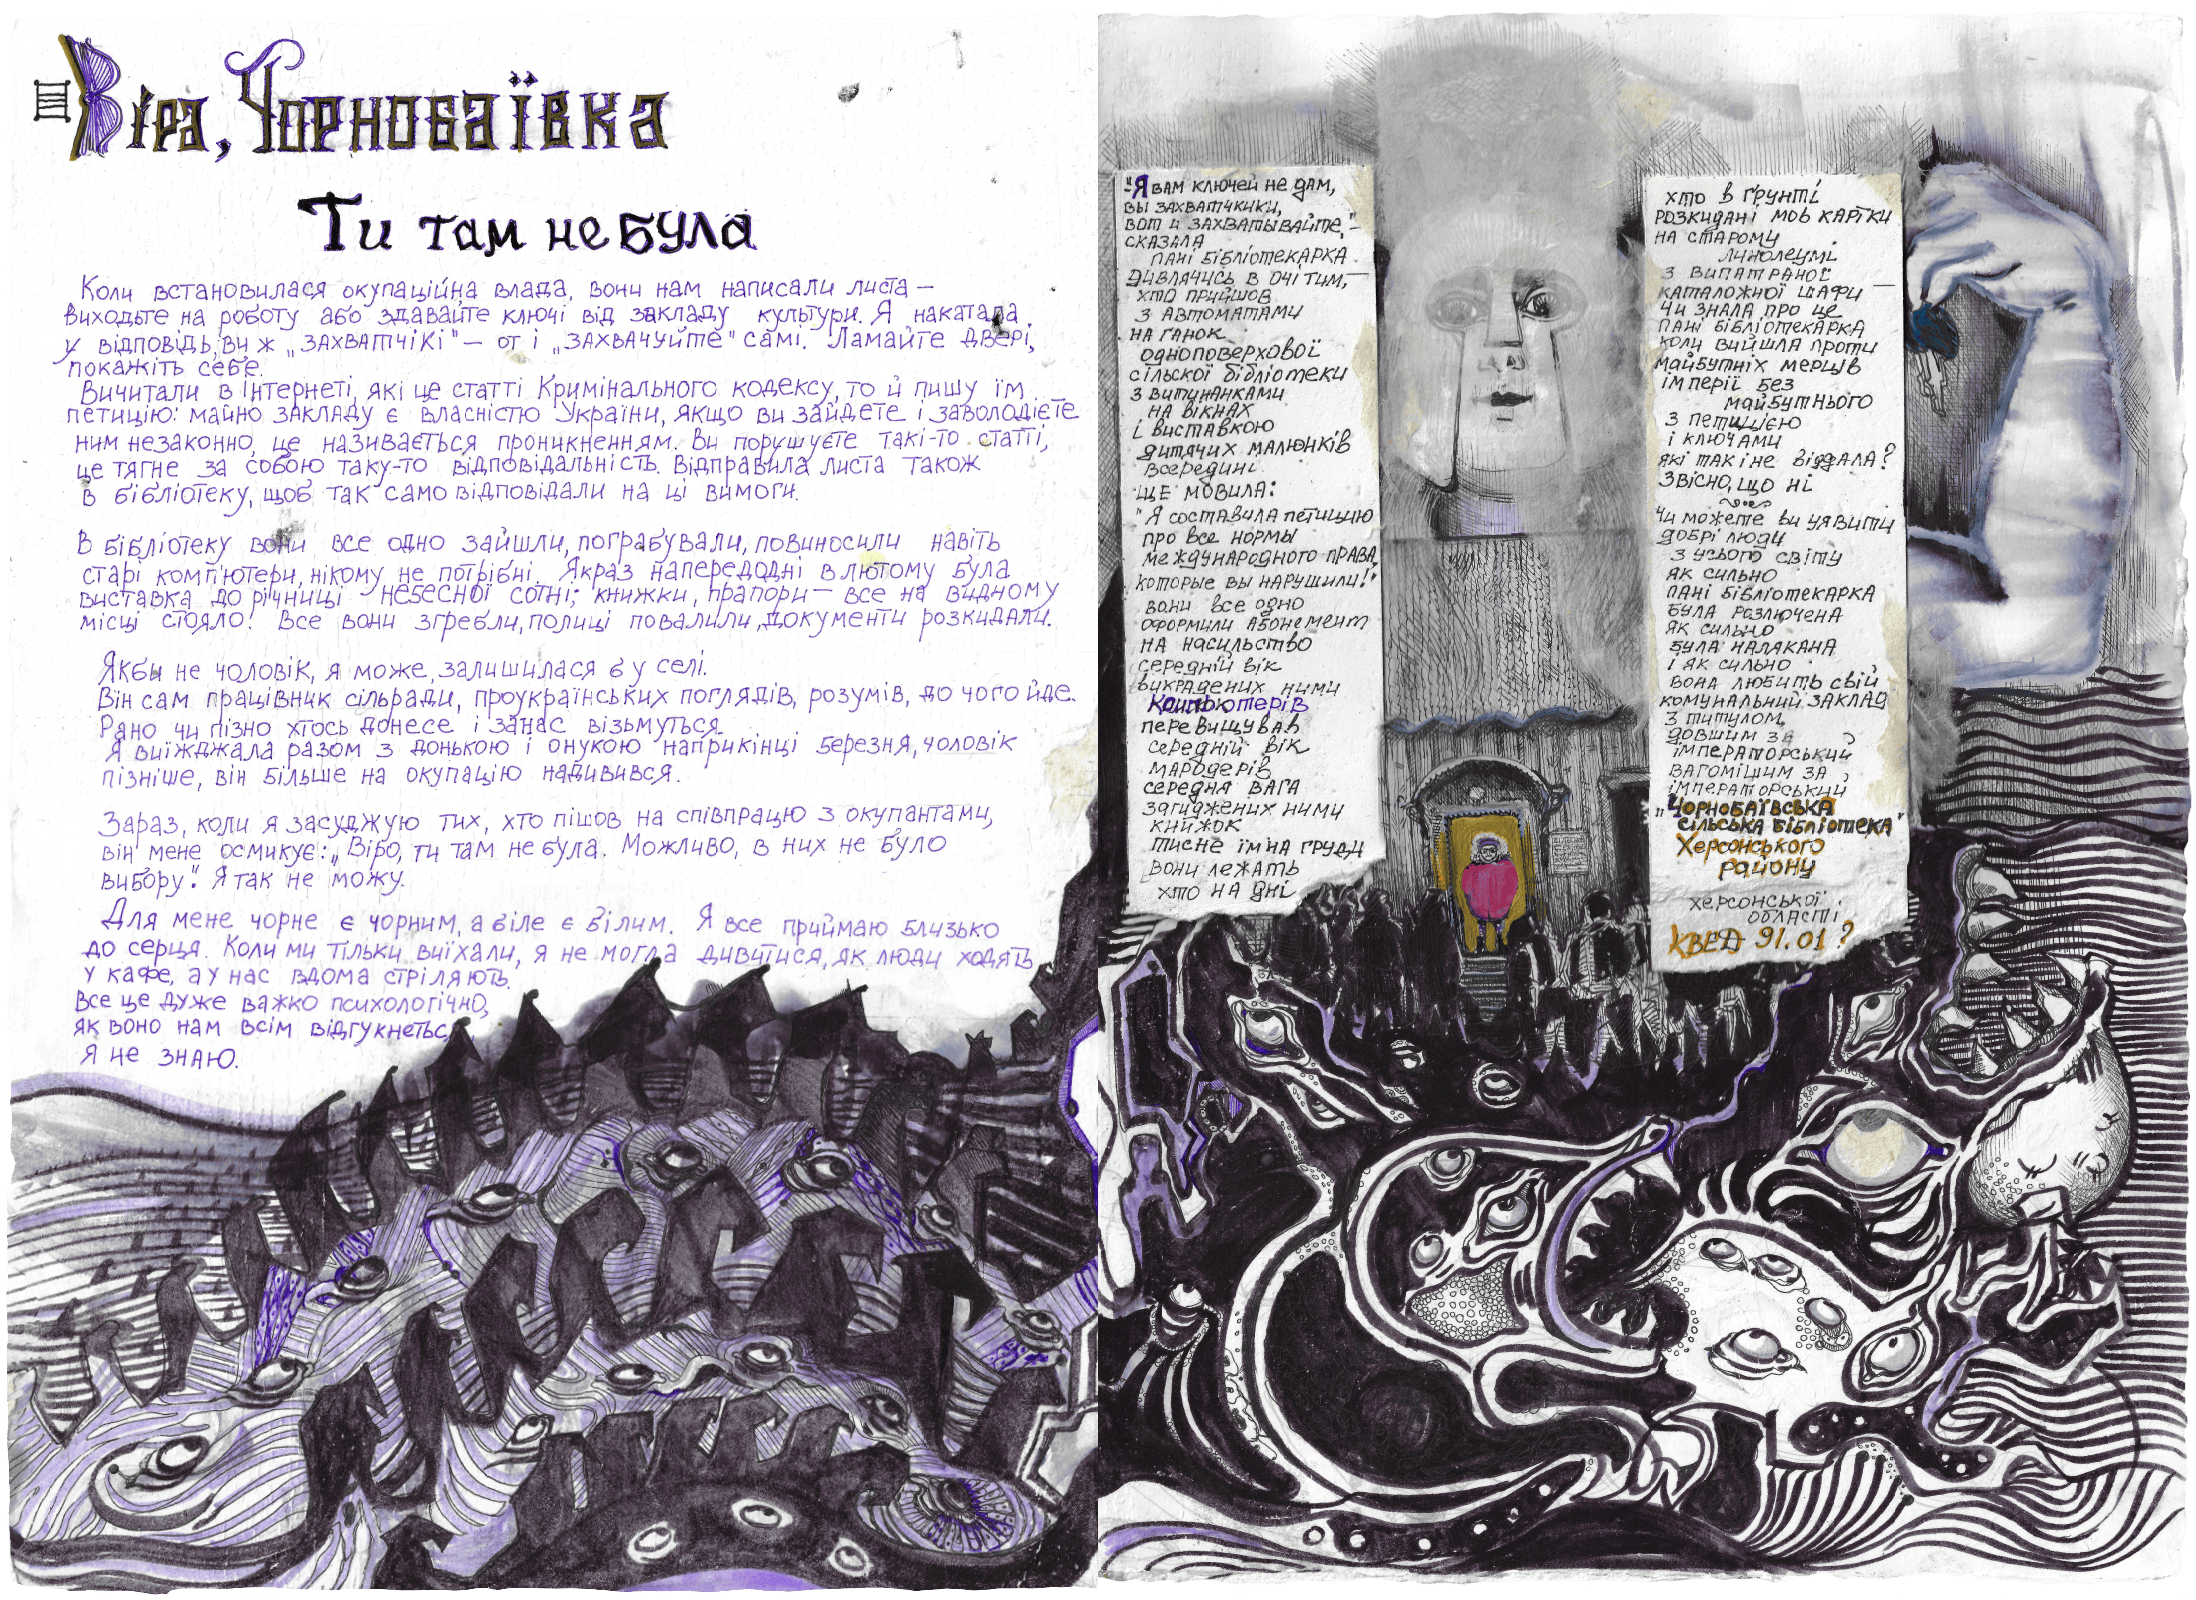 Віра, Чорнобаївка
Ти там не була
Коли встановилася окупаційна влада, вони нам написали листа –
виходьте на роботу або здавайте ключі від закладу культури. Я накатала
у відповідь, ви ж „захватчікі" – от і „захвачуйте" самі. Ламайте двері,
покажіть себе.
Вичитали в Інтернеті, які це статті Кримінального кодексу, то й пишу їм
петицію: майно закладу є власністю України, якщо ви зайдете і заволодієте
ним незаконно, це називається проникненням. Ви порушуєте такі-то статті,
це тягне за собою таку-то відповідальність. Відправила листа також
в бібліотеку, щоб так само відповідали на ці вимоги.
В бібліотеку вони все одно зайшли, пограбували, повиносили навіть
старі комп'ютери, нікому не потрібні. Якраз напередодні в лютому була
виставка до річниці Небесної сотні; книжки, прапори – все на видному
місці стояло! Все вони згребли, полиці повалили, документи розкидали.
Якби не чоловік, я може, залишилася б у селі.
Він сам працівник сільради, проукраїнських поглядів, розумів, до чого йде.
Рано чи пізно хтось донесе і за нас візьмуться.
Я виїжджала разом з донькою і онукою наприкінці березня, чоловік
пізніше, він більше на окупацію надивився.
Зараз, коли я засуджую тих, хто пішов на співпрацю з окупантами,
він мене осмикує: „Віро, ти там не була. Можливо, в них не було
вибору". Я так не можу.
Для мене чорне є чорним, а біле є білим. Я все приймаю близько
до серця. Коли ми тільки виїхали, я не могла дивитися, як люди ходять
у кафе, а у нас вдома стріляють.
Все це дуже важко психологічно,
як воно нам всім відгукнеться,
я не знаю.
"Я вам ключей не дам,
вы захватчкики,
вот и захватывайте," –
сказала
пані бібліотекарка
дивлячись в очі тим, –
хто прийшов
з автоматами
на ганок
одноповерхової
сільскої бібліотеки
з витинанками
на вікнах
і виставкою
дитячих малюнків
всередині
ще мовила:
"Я составила петицию
про все нормы
международного права,
которые вы нарушили!"
вони все одно
оформили абонемент
на насильство
середній вік
викрадених ними
комп'ютерів
перевищував
середній вік
мародерів
середня вага
згиджених ними
книжок
тисне їм на груди
вони лежать
хто на дні
хто в ґрунті
розкидані мов картки
на старому
лінолеумі
з випатраної
каталожної шафи –
чи знала про це
пані бібліотекарка
коли вийшла проти
майбутніх мерців
імперії без
майбутнього
з петицією
і ключами
які так і не віддала?
звісно, що ні
чи можете ви уявити
добрі люди
з усього світу
як сильно
пані бібліотекарка
була розлючена
як сильно
була налякана
і як сильно
вона любить свій
комунальний заклад
з титулом,
довшим за
імператорський
вагомішим за
імператорський
„Чорнобаївська
сільська бібліотека"
Херсонського
району
Херсонської
області
КВЕД 91.01?